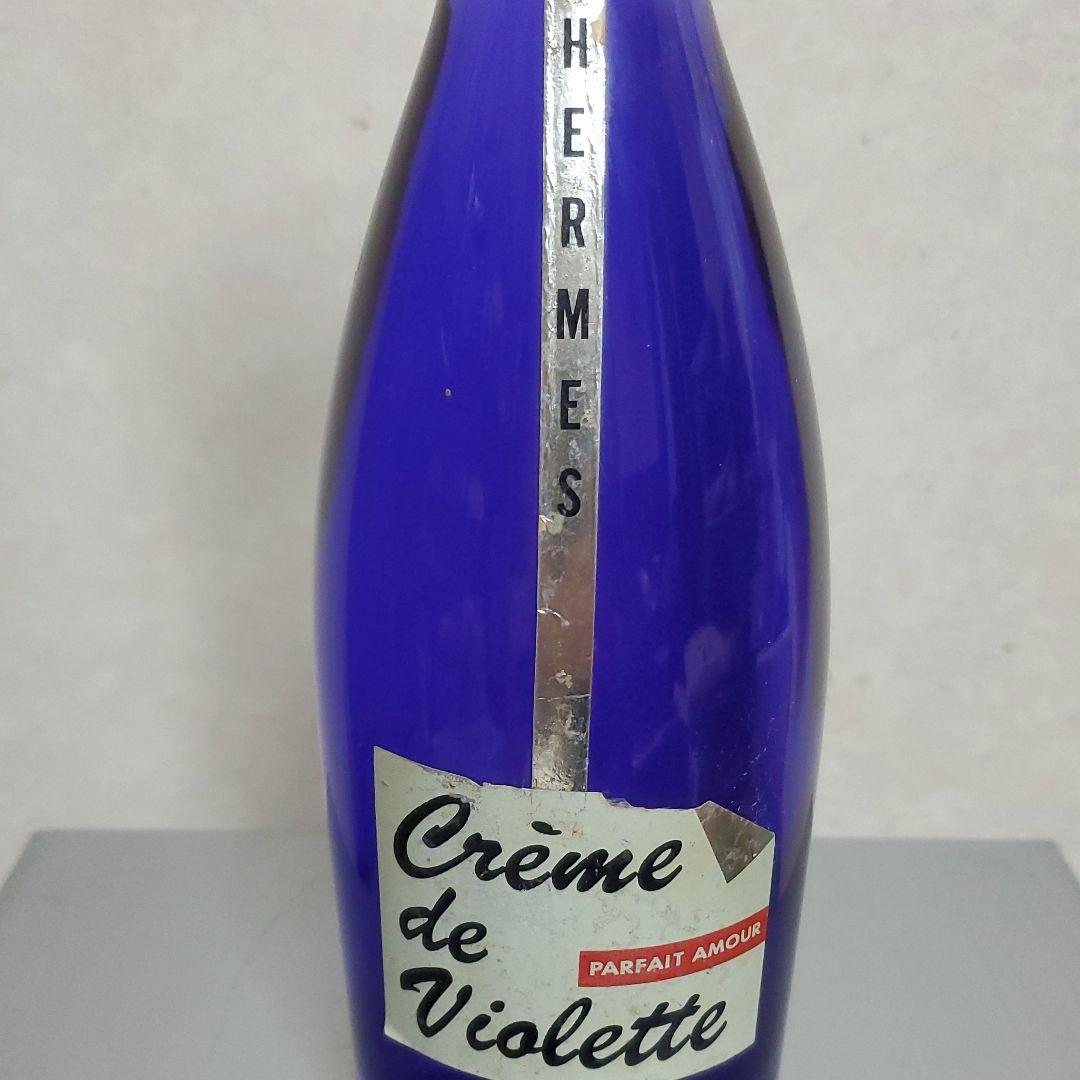 HERMES
Crème
de
PARFAIT AMOUR
Violette